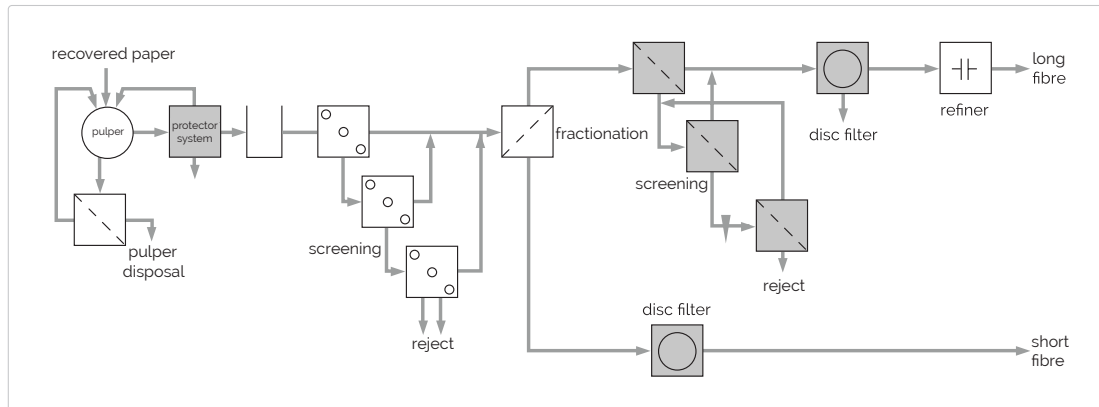 recovered paper
pulper
protector
system
pulper
disposal
screening
reject
fractionation
screening
reject
disc filter
refiner
long
fibre
disc filter
short
fibre